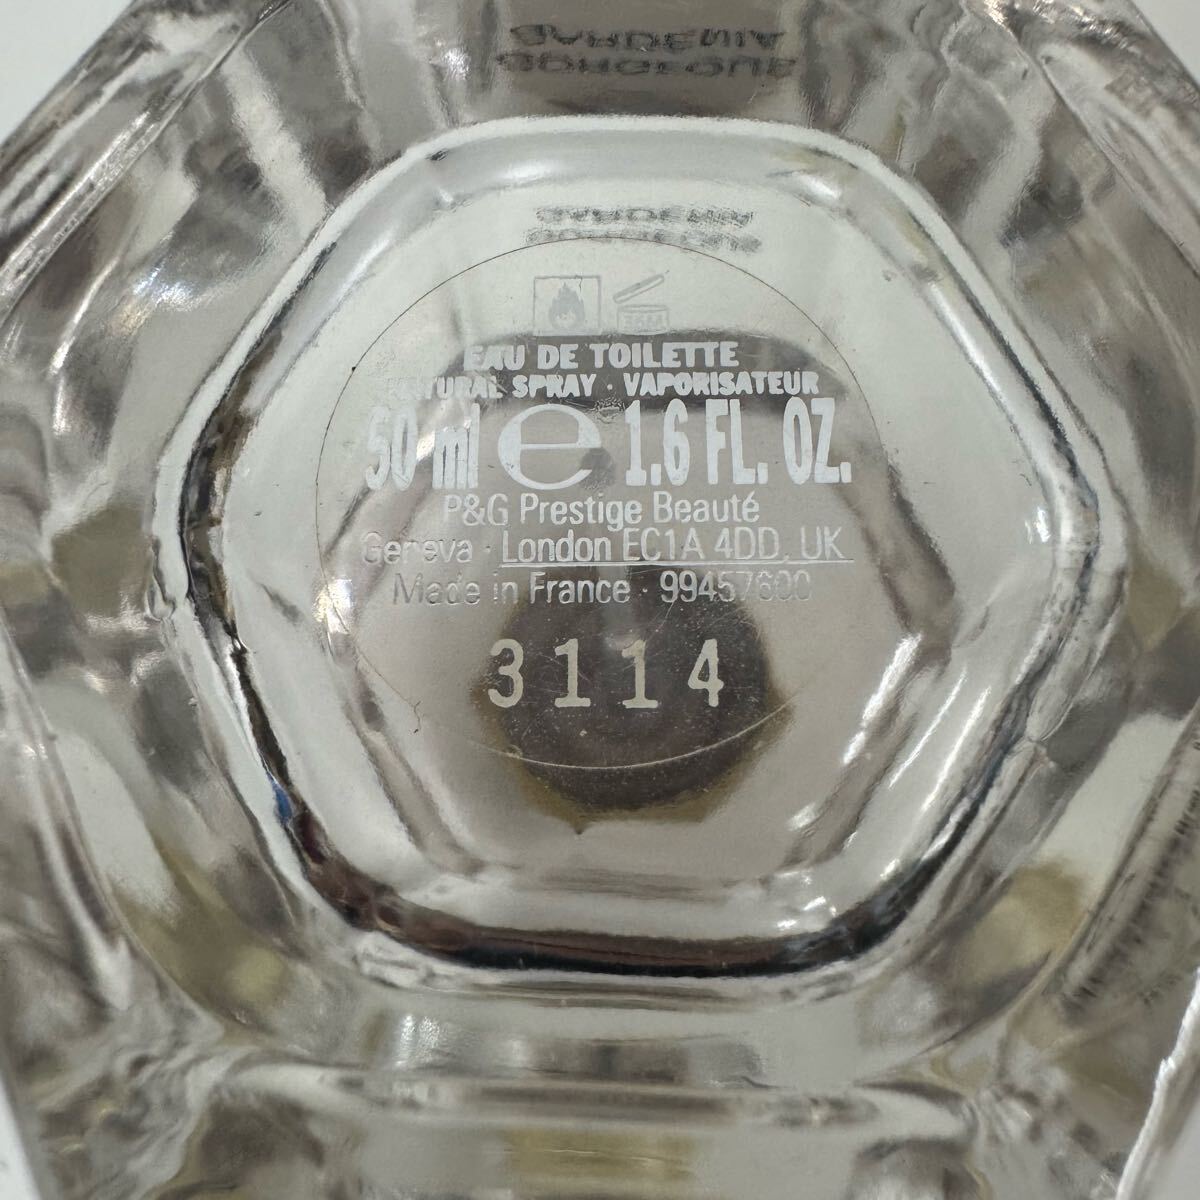 EAU DE TOILETTE
NATURAL SPRAY · VAPORISATEUR
50 ml e 1.6 FL. OZ.
P&G Prestige Beauté
Geneva · London EC1A 4DD, UK
Made in France · 99457600
3114